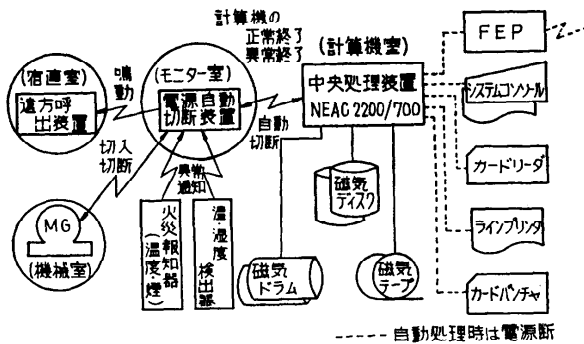 計算機の
正常終了
異常終了
(計算機室)
中央処理装置
NEAC 2200/700
(宿直室)
遠方呼
出装置
鳴動
(モニター室)
電源自動
切断装置
自動
切断
切入
切断
異常
通知
MG
(機械室)
火災報知器
(温度・煙)
温・湿度
検出器
磁気
ディスク
磁気
ドラム
磁気
テープ
FEP
システムコンソール
カードリーダ
ラインプリンタ
カードパンチャ
----- 自動処理時は電源断